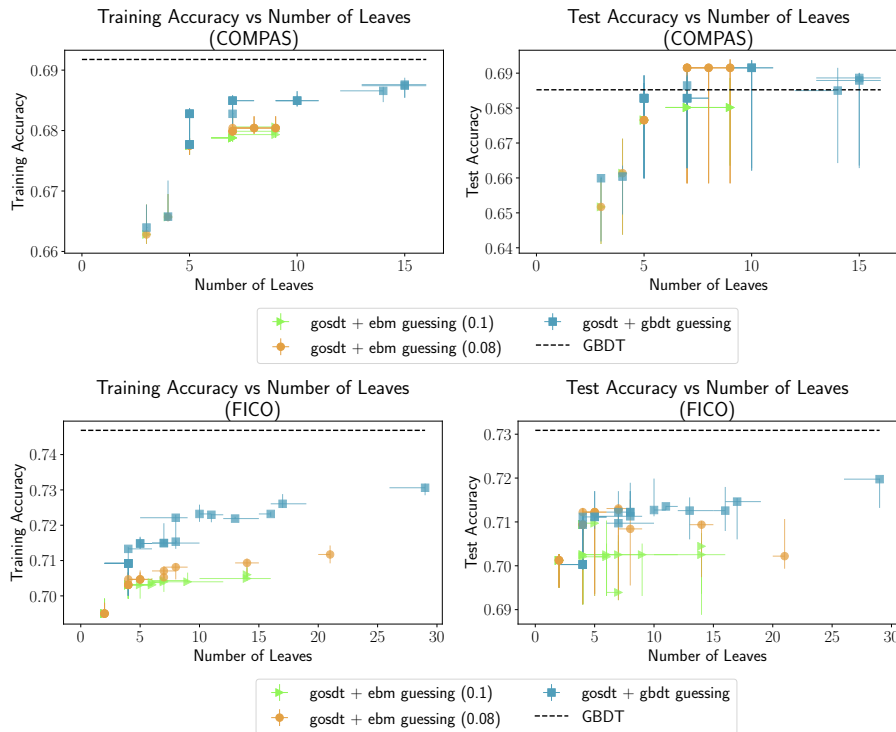 Training Accuracy vs Number of Leaves
(COMPAS)
Training Accuracy
0.69
0.68
0.67
0.66
0
5
10
15
Number of Leaves
Test Accuracy vs Number of Leaves
(COMPAS)
Test Accuracy
0.69
0.68
0.67
0.66
0.65
0.64
0
5
10
15
Number of Leaves
gosdt + ebm guessing (0.1)
gosdt + ebm guessing (0.08)
gosdt + gbdt guessing
GBDT
Training Accuracy vs Number of Leaves
(FICO)
Training Accuracy
0.74
0.73
0.72
0.71
0.70
0
5
10
15
20
25
30
Number of Leaves
Test Accuracy vs Number of Leaves
(FICO)
Test Accuracy
0.73
0.72
0.71
0.70
0.69
0
5
10
15
20
25
30
Number of Leaves
gosdt + ebm guessing (0.1)
gosdt + ebm guessing (0.08)
gosdt + gbdt guessing
GBDT